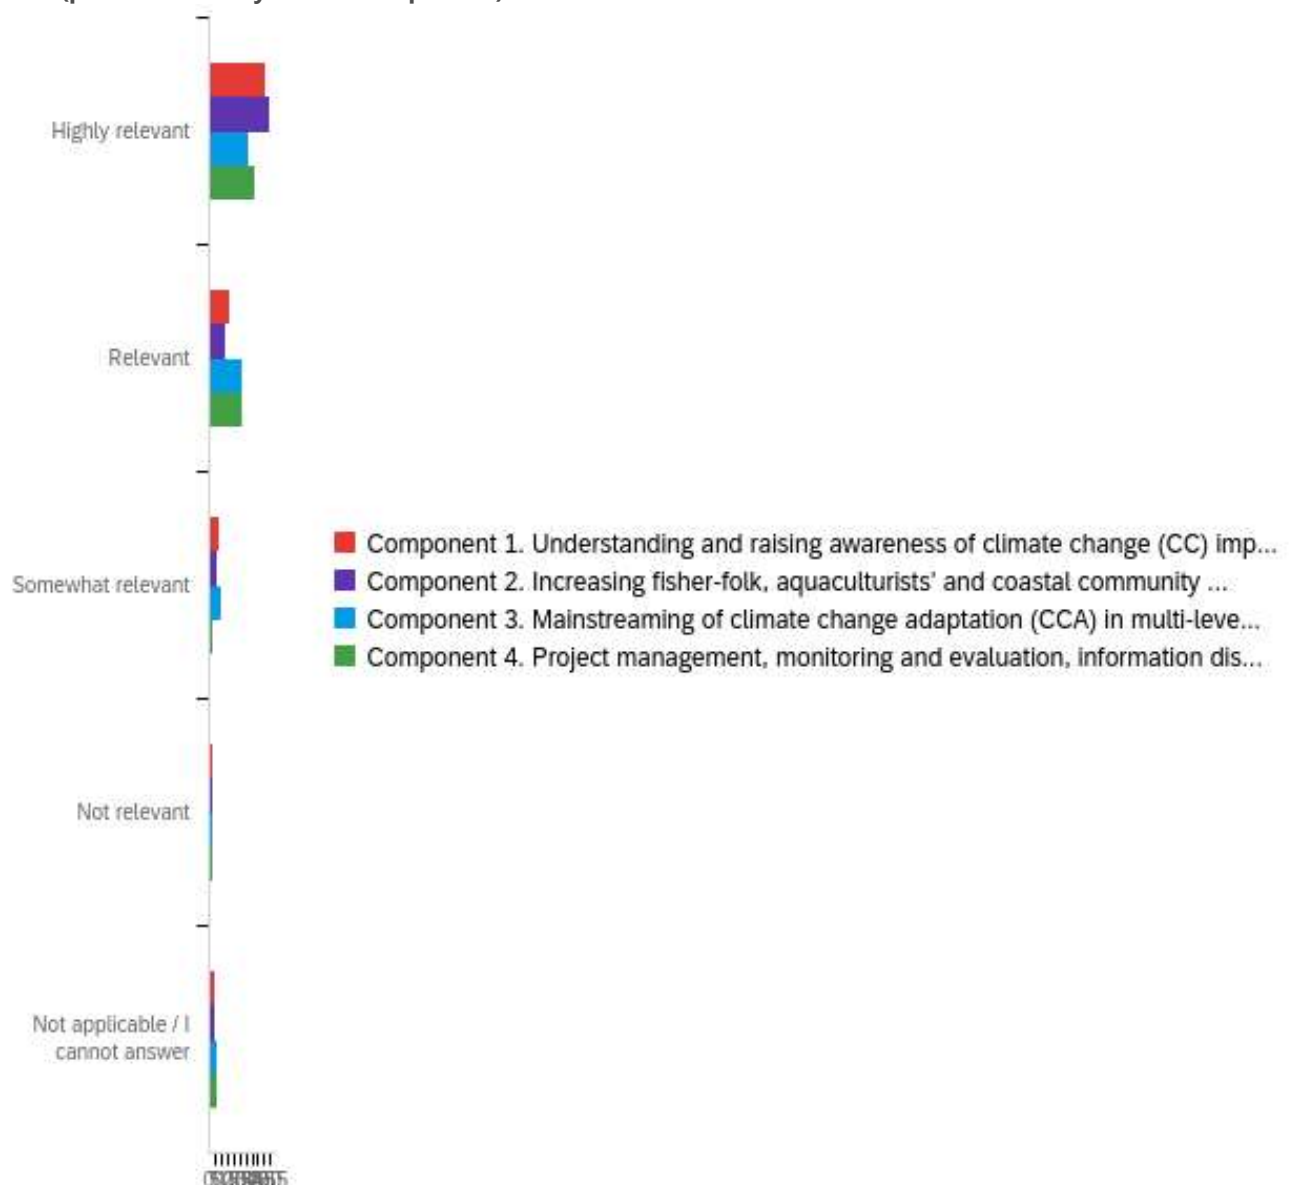 Highly relevant
Relevant
Somewhat relevant
Component 1. Understanding and raising awareness of climate change (CC) imp...
Component 2. Increasing fisher-folk, aquaculturists' and coastal community ...
Component 3. Mainstreaming of climate change adaptation (CCA) in multi-leve...
Component 4. Project management, monitoring and evaluation, information dis...
Not relevant
Not applicable / I
cannot answer